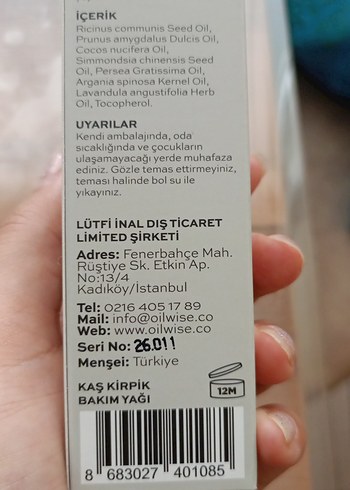 İÇERİK
Ricinus communis Seed Oil,
Prunus amygdalus Dulcis Oil,
Cocos nucifera Oil,
Simmondsia chinensis Seed
Oil, Persea Gratissima Oil,
Argania spinosa Kernel Oil,
Lavandula angustifolia Herb
Oil, Tocopherol.
UYARILAR
Kendi ambalajında, oda
sıcaklığında ve çocukların
ulaşamayacağı yerde muhafaza
ediniz. Gözle temas ettirmeyiniz,
teması halinde bol su ile
yıkayınız.
LÜTFİ İNAL DIŞ TİCARET
LIMITED ŞİRKETİ
Adres: Fenerbahçe Mah.
Rüştiye Sk. Etkin Ap.
No:13/4
Kadıköy/İstanbul
Tel: 0216 405 17 89
Mail: info@oilwise.co
Web: www.oilwise.co
Seri No: 26.011
Menşei: Türkiye
KAŞ KİRPİK
BAKIM YAĞI
12M
8 683027 401085